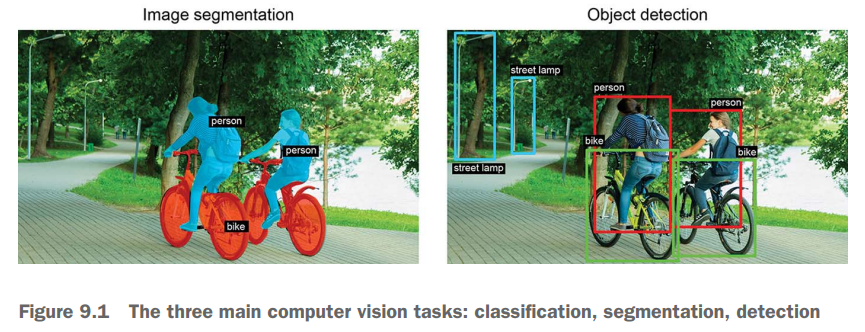 Image segmentation
Object detection
person
person
bike
street lamp
street lamp
person
person
bike
bike
Figure 9.1 The three main computer vision tasks: classification, segmentation, detection